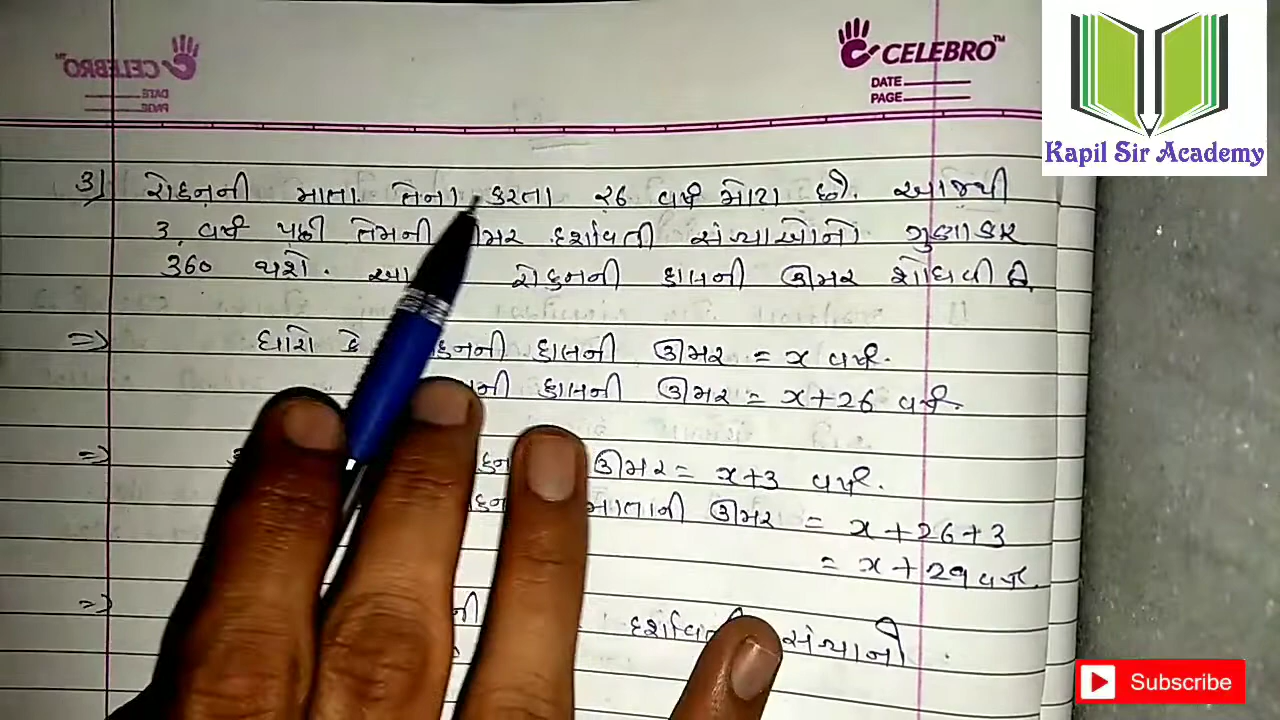 CELEBRO™
DATE
PAGE
Kapil Sir Academy
3) રોહનની માતા તેના કરતા ૨૬ વર્ષ મોટા છે. આજથી
3 વર્ષ પછી તેમની ઉંમર દર્શાવતી સંખ્યાઓનો ગુણાકાર
360 થશે. રોહનની હાલની ઊંમર શોધવી છે.
=> ધારો કે હાલની ઊંમર = x વર્ષ.
હાલની ઊંમર = x + 26 વર્ષ.
=> ઊંમર = x+3 વર્ષ.
માતાની ઊંમર = x + 26 + 3
= x + 29 વર્ષ.
=> દર્શાવતી સંખ્યાનો
Subscribe